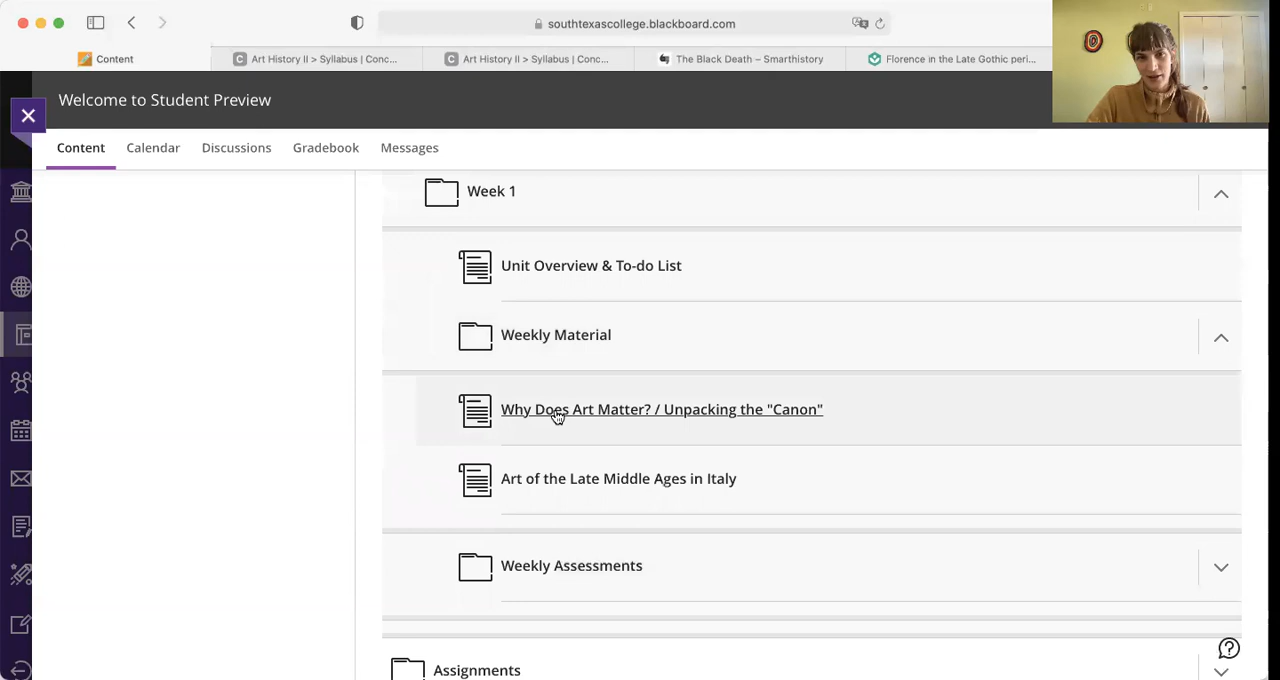 southtexascollege.blackboard.com
Content
Art History II > Syllabus | Conc...
Art History II > Syllabus | Conc...
The Black Death – Smarthistory
Florence in the Late Gothic peri...
Welcome to Student Preview
Content
Calendar
Discussions
Gradebook
Messages
Week 1
Unit Overview & To-do List
Weekly Material
Why Does Art Matter? / Unpacking the "Canon"
Art of the Late Middle Ages in Italy
Weekly Assessments
Assignments